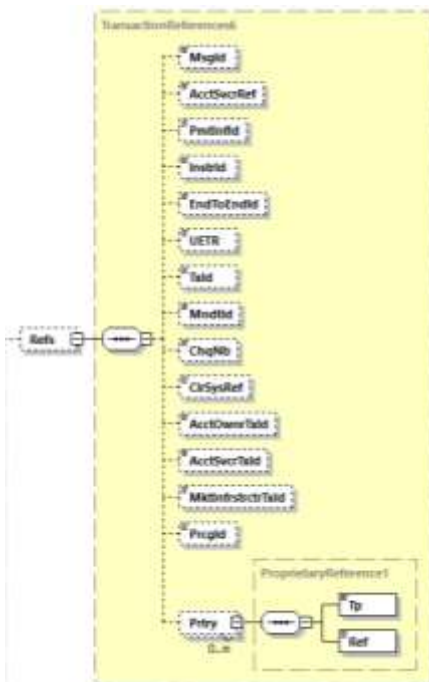 TransactionReferences6
MsgId
AcctSvcrRef
PmtInfId
InstrId
EndToEndId
UETR
TxId
MndtId
ChqNb
ClrSysRef
AcctOwnrTxId
AcctSvcrTxId
MktInfrstrctrTxId
PrcgId
Refs
ProprietaryReference1
Tp
Prtry
Ref
0..∞